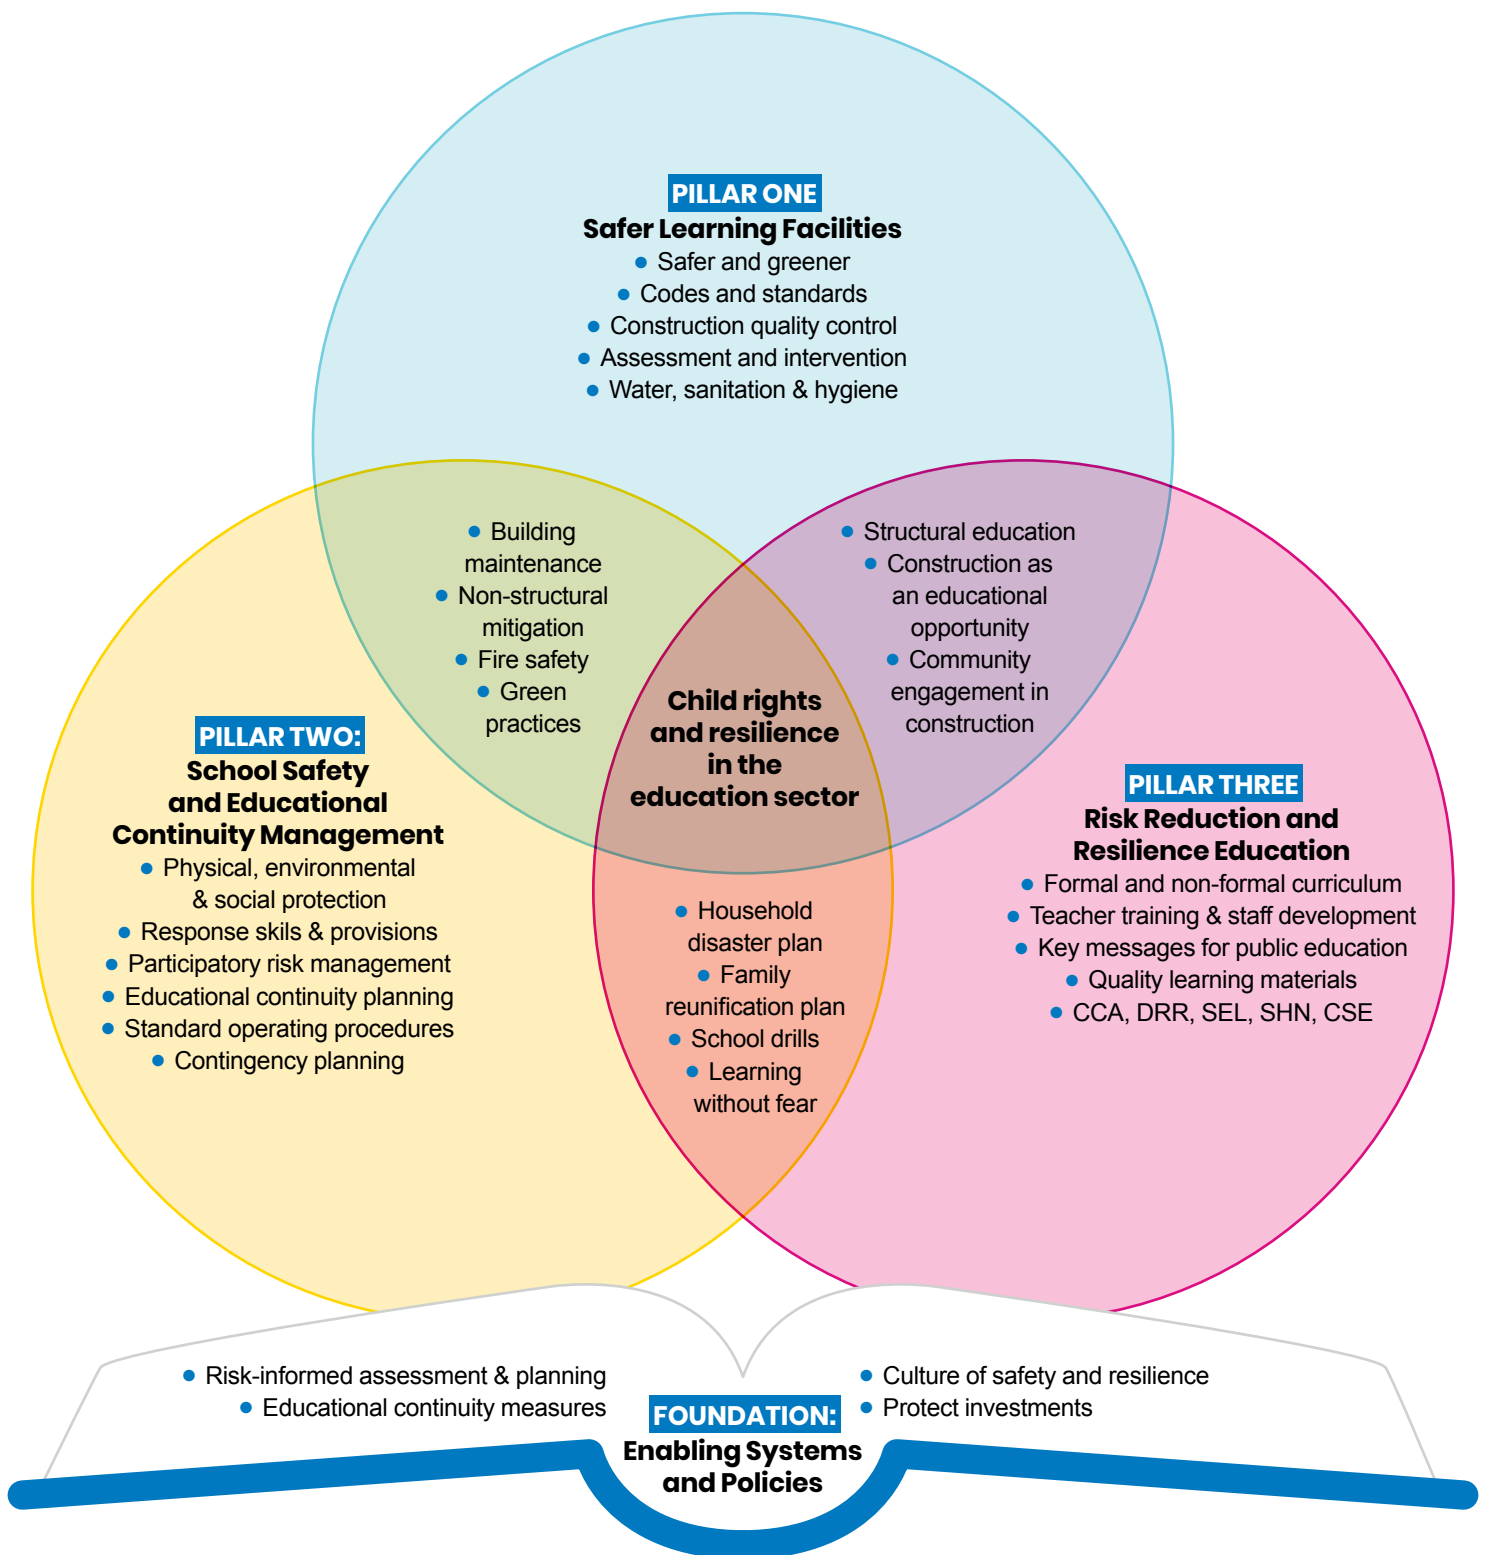 PILLAR ONE
Safer Learning Facilities
● Safer and greener
● Codes and standards
● Construction quality control
● Assessment and intervention
● Water, sanitation & hygiene
● Building
maintenance
● Non-structural
mitigation
● Fire safety
● Green
practices
● Structural education
● Construction as
an educational
opportunity
● Community
engagement in
construction
Child rights
and resilience
in the
education sector
PILLAR TWO:
School Safety
and Educational
Continuity Management
● Physical, environmental
& social protection
● Response skils & provisions
● Participatory risk management
● Educational continuity planning
● Standard operating procedures
● Contingency planning
PILLAR THREE
Risk Reduction and
Resilience Education
● Formal and non-formal curriculum
● Teacher training & staff development
● Key messages for public education
● Quality learning materials
● CCA, DRR, SEL, SHN, CSE
● Household
disaster plan
● Family
reunification plan
● School drills
● Learning
without fear
● Risk-informed assessment & planning
● Educational continuity measures
● Culture of safety and resilience
● Protect investments
FOUNDATION:
Enabling Systems
and Policies